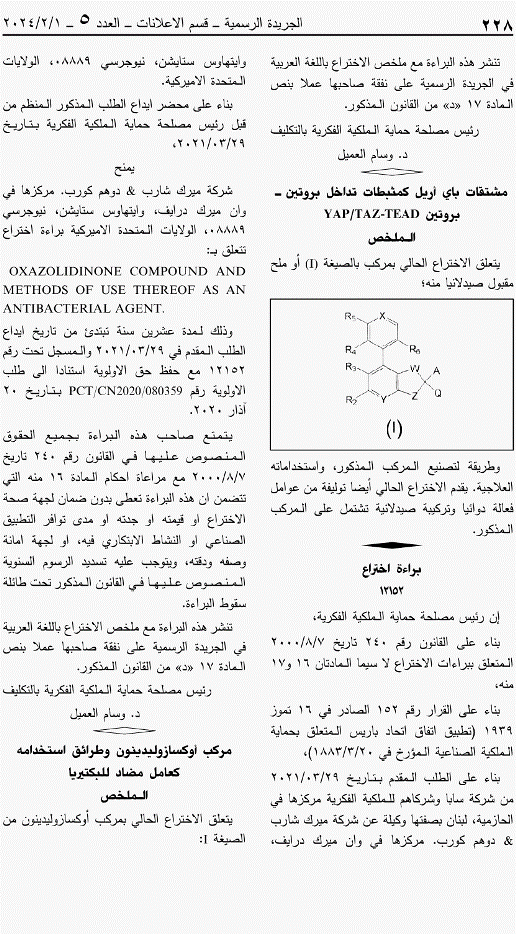 ٢٢٨
الجريدة الرسمية ــ قسم الاعلانات ــ العدد ٥ ــ ٢٠٢٤/٢/١
تنشر هذه البراءة مع ملخص الاختراع باللغة العربية
في الجريدة الرسمية على نفقة صاحبها عملا بنص
المادة ١٧ «د» من القانون المذكور.
رئيس مصلحة حماية الملكية الفكرية بالتكليف
د. وسام العميل
مشتقات باي أريل كمثبطات تداخل بروتين ــ
بروتين YAP/TAZ-TEAD
الملخص
يتعلق الاختراع الحالي بمركب بالصيغة (I) أو ملح
مقبول صيدلانيا منه؛
R5 X
R4 R6
R3 W A
R2 Y Z Q
(I)
وطريقة لتصنيع المركب المذكور، واستخداماته
العلاجية. يقدم الاختراع الحالي أيضا توليفة من عوامل
فعالة دوائيا وتركيبة صيدلانية تشتمل على المركب
المذكور.
براءة اختراع
١٢١٥٢
إن رئيس مصلحة حماية الملكية الفكرية،
بناء على القانون رقم ٢٤٠ تاريخ ٢٠٠٠/٨/٧
المتعلق ببراءات الاختراع لا سيما المادتان ١٦ و١٧
منه،
بناء على القرار رقم ١٥٢ الصادر في ١٦ تموز
١٩٣٩ (تطبيق اتفاق اتحاد باريس المتعلق بحماية
الملكية الصناعية المؤرخ في ١٨٨٣/٣/٢٠)،
بناء على الطلب المقدم بتاريخ ٢٠٢١/٠٣/٢٩
من شركة سابا وشركاهم للملكية الفكرية مركزها في
الحازمية، لبنان بصفتها وكيلة عن شركة ميرك شارب
& دوهم كورب. مركزها في وان ميرك درايف،
وايتهاوس ستايشن، نيوجرسي ٠٨٨٨٩، الولايات
المتحدة الاميركية.
بناء على محضر ايداع الطلب المذكور المنظم من
قبل رئيس مصلحة حماية الملكية الفكرية بتاريخ
٢٠٢١/٠٣/٢٩،
يمنح
شركة ميرك شارب & دوهم كورب. مركزها في
وان ميرك درايف، وايتهاوس ستايشن، نيوجرسي
٠٨٨٨٩، الولايات المتحدة الاميركية براءة اختراع
تتعلق بـ:
OXAZOLIDINONE COMPOUND AND
METHODS OF USE THEREOF AS AN
ANTIBACTERIAL AGENT.
وذلك لمدة عشرين سنة تبتدئ من تاريخ ايداع
الطلب المقدم في ٢٠٢١/٠٣/٢٩ والمسجل تحت رقم
١٢١٥٢ مع حفظ حق الاولوية استنادا الى طلب
الاولوية رقم PCT/CN2020/080359 بتاريخ ٢٠
آذار ٢٠٢٠.
يتمتع صاحب هذه البراءة بجميع الحقوق
المنصوص عليها في القانون رقم ٢٤٠ تاريخ
٢٠٠٠/٨/٧ مع مراعاة احكام المادة ١٦ منه التي
تتضمن ان هذه البراءة تعطى بدون ضمان لجهة صحة
الاختراع او قيمته او جدته او مدى توافر التطبيق
الصناعي او النشاط الابتكاري فيه، او لجهة امانة
وصفه ودقته، ويتوجب عليه تسديد الرسوم السنوية
المنصوص عليها في القانون المذكور تحت طائلة
سقوط البراءة.
تنشر هذه البراءة مع ملخص الاختراع باللغة العربية
في الجريدة الرسمية على نفقة صاحبها عملا بنص
المادة ١٧ «د» من القانون المذكور.
رئيس مصلحة حماية الملكية الفكرية بالتكليف
د. وسام العميل
مركب أوكسازوليدينون وطرائق استخدامه
كعامل مضاد للبكتيريا
الملخص
يتعلق الاختراع الحالي بمركب أوكسازوليدينون من
الصيغة I: